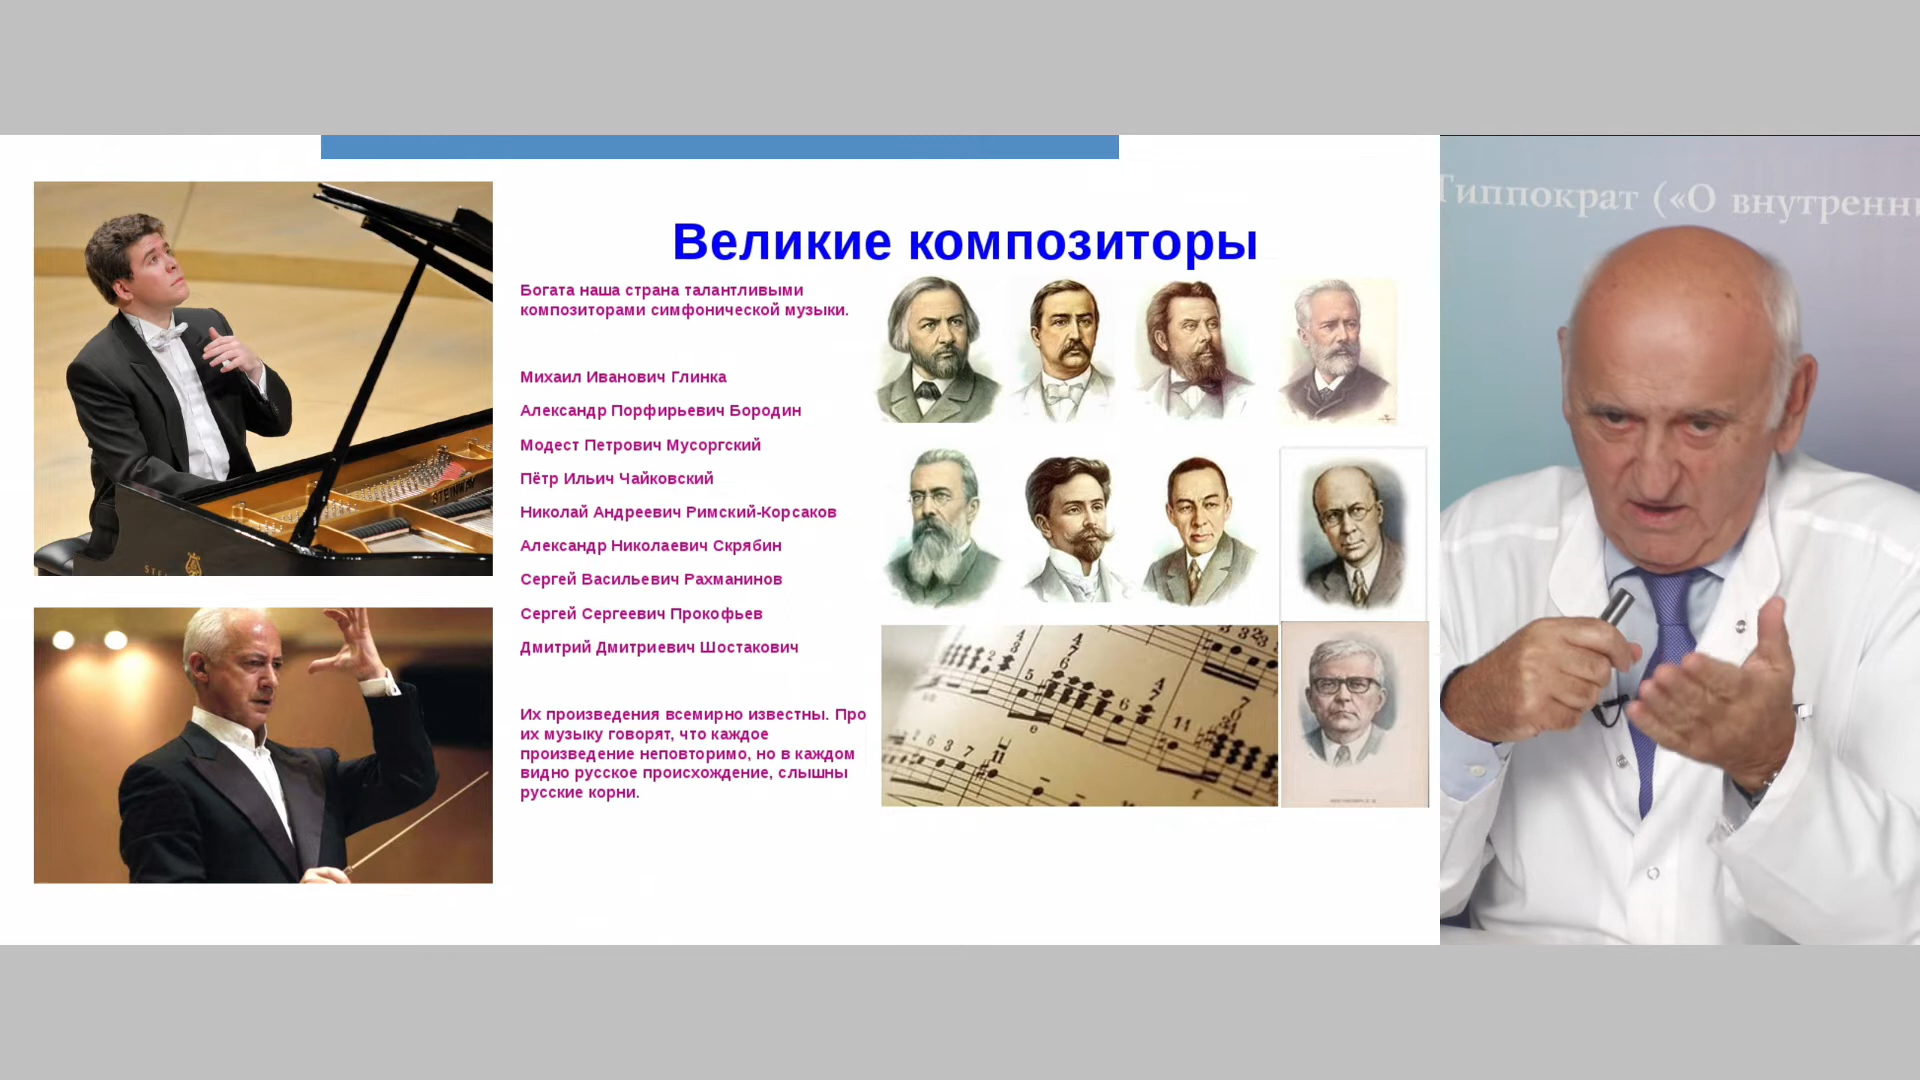 Великие композиторы
Богата наша страна талантливыми
композиторами симфонической музыки.
Михаил Иванович Глинка
Александр Порфирьевич Бородин
Модест Петрович Мусоргский
Пётр Ильич Чайковский
Николай Андреевич Римский-Корсаков
Александр Николаевич Скрябин
Сергей Васильевич Рахманинов
Сергей Сергеевич Прокофьев
Дмитрий Дмитриевич Шостакович
Их произведения всемирно известны. Про
их музыку говорят, что каждое
произведение неповторимо, но в каждом
видно русское происхождение, слышны
русские корни.
STEINWAY
Гиппократ («О внутренн